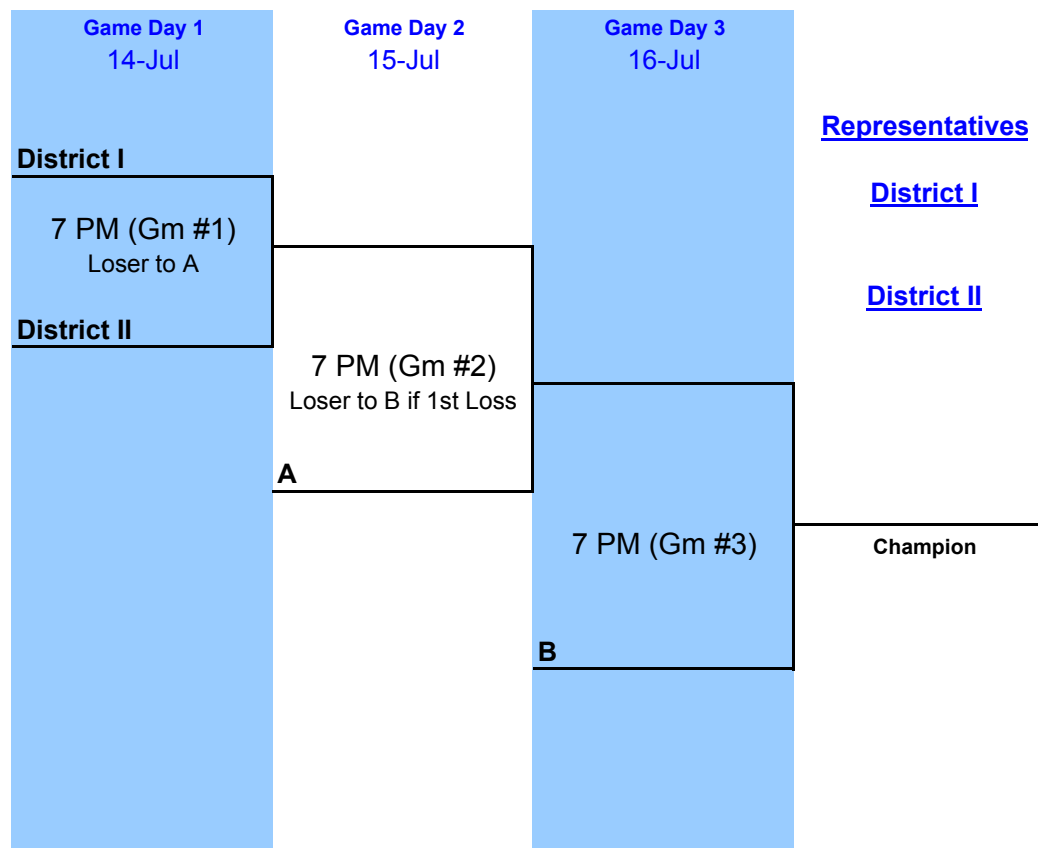 Game Day 1
14-Jul
Game Day 2
15-Jul
Game Day 3
16-Jul
Representatives
District I
District I
7 PM (Gm #1)
Loser to A
District II
District II
7 PM (Gm #2)
Loser to B if 1st Loss
A
7 PM (Gm #3)
Champion
B